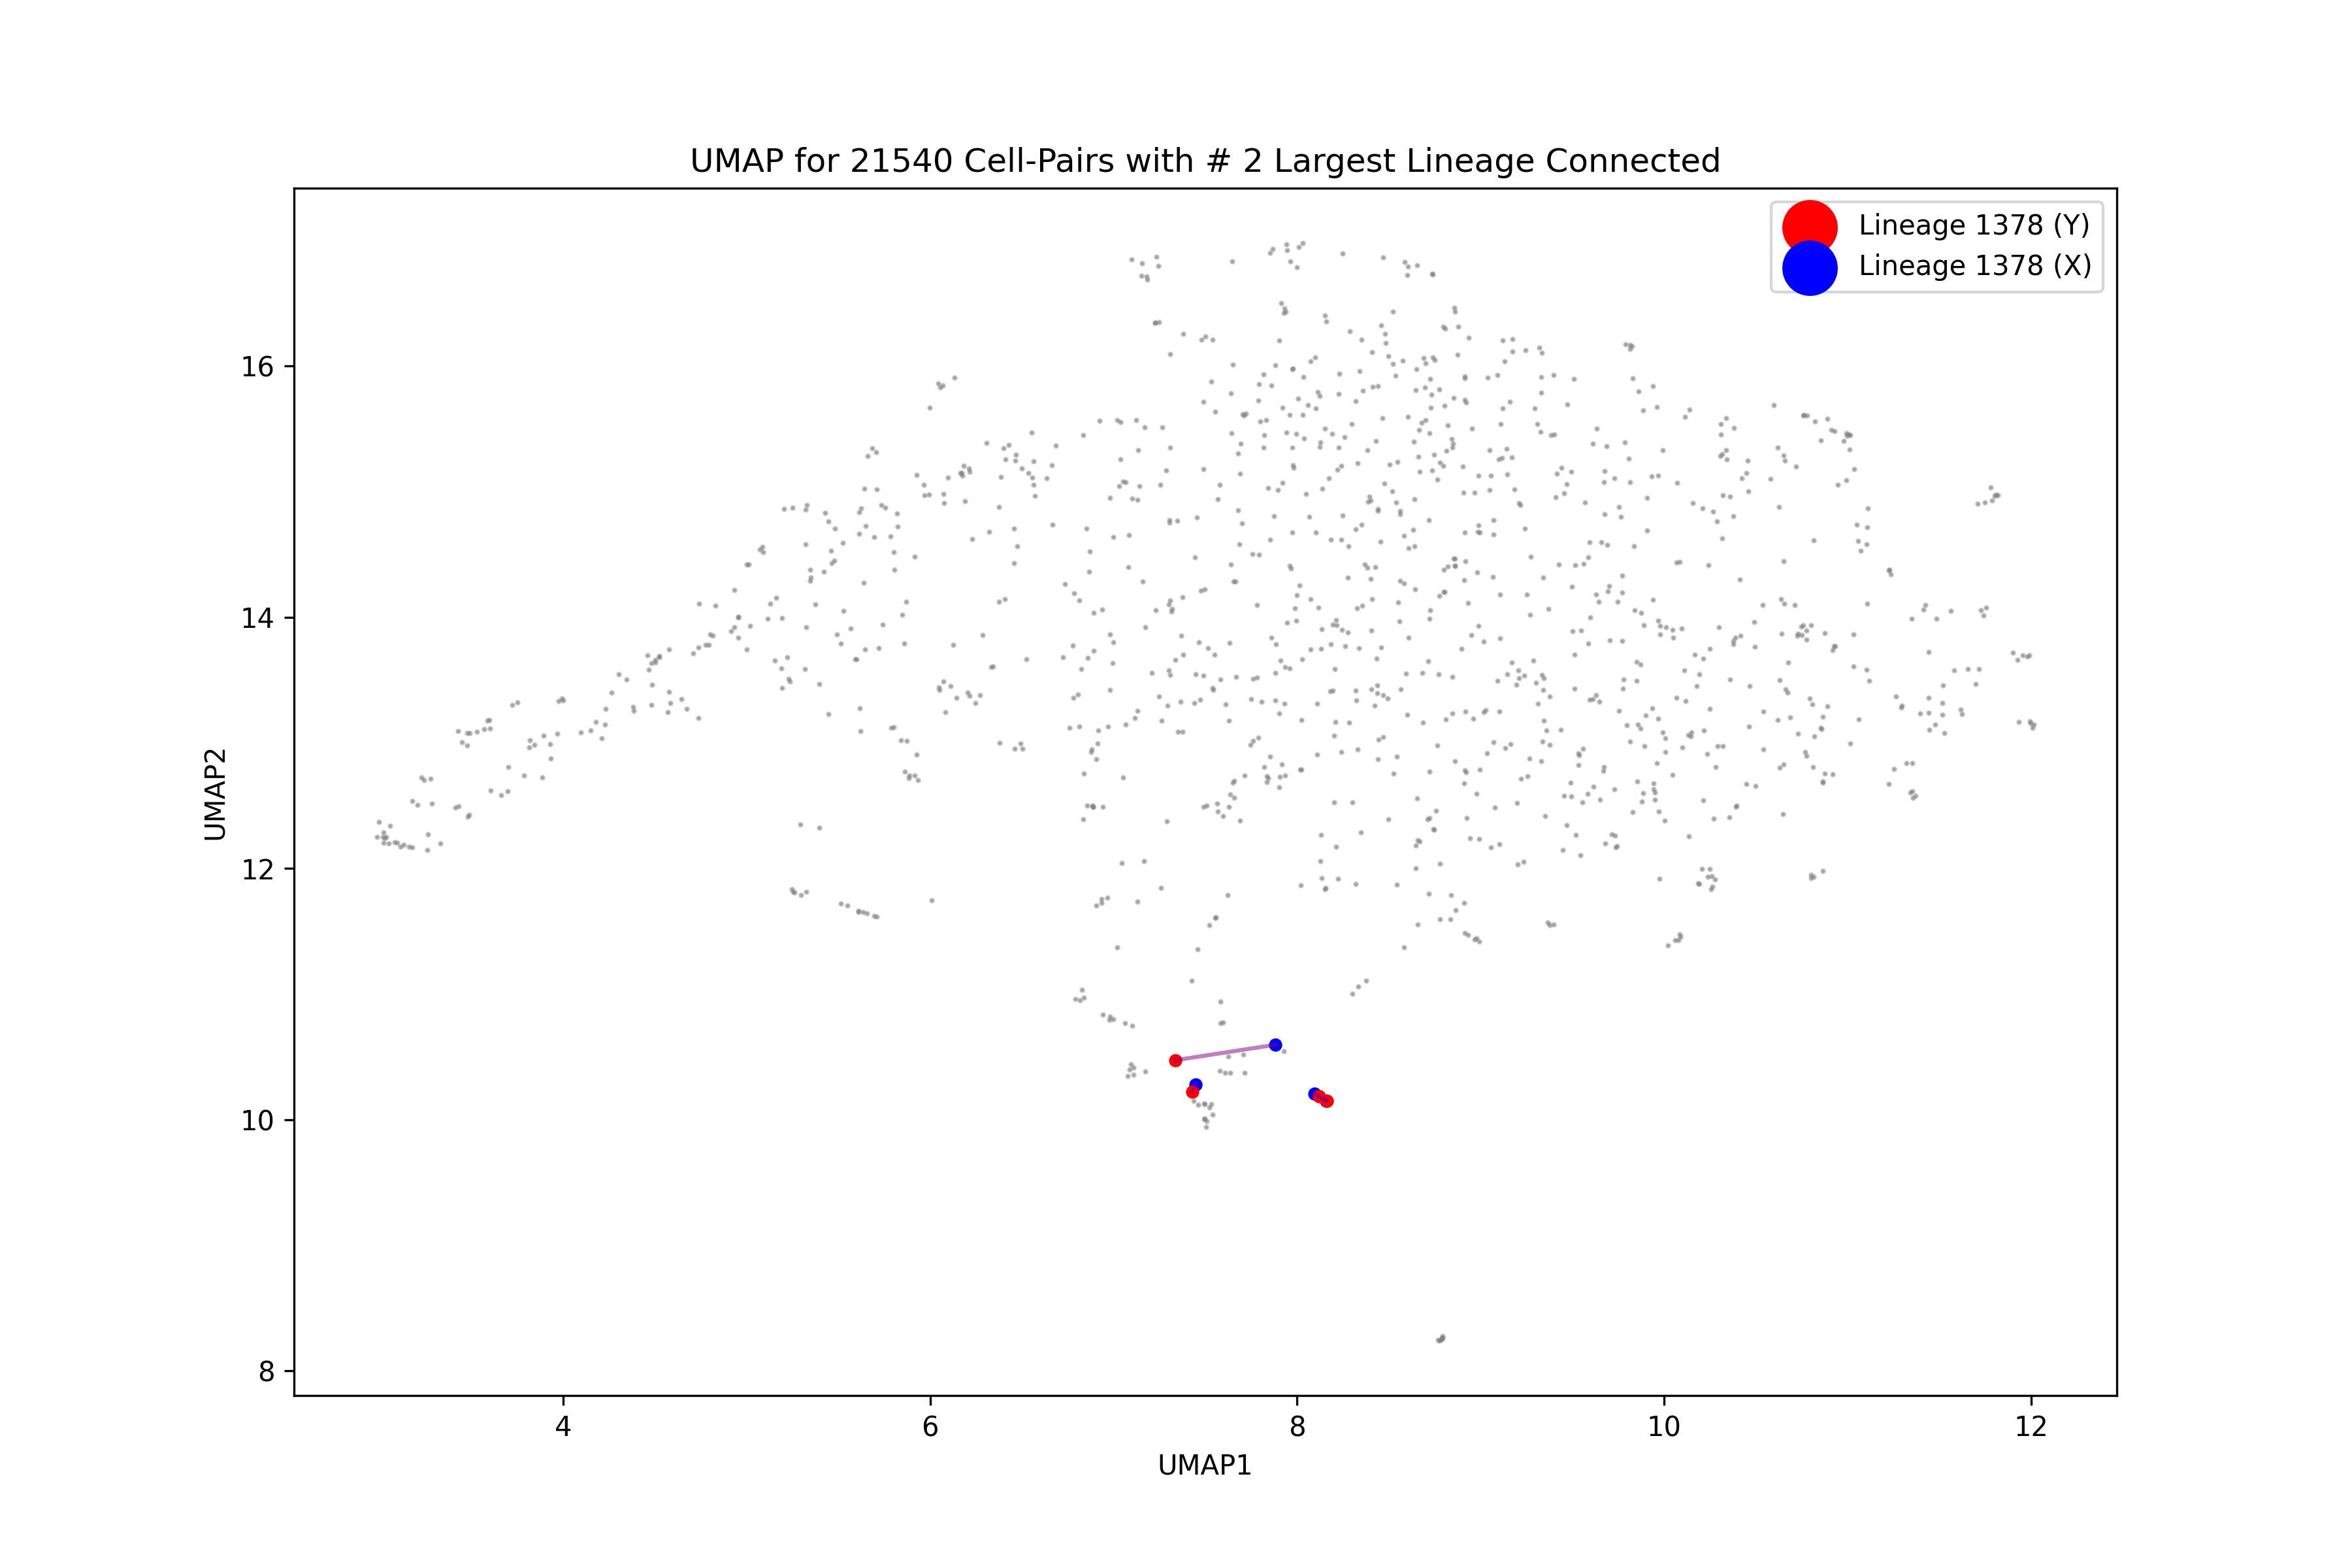 UMAP for 21540 Cell-Pairs with # 2 Largest Lineage Connected
Lineage 1378 (Y)
Lineage 1378 (X)
16
14
12
10
8
UMAP2
4 6 8 10 12
UMAP1